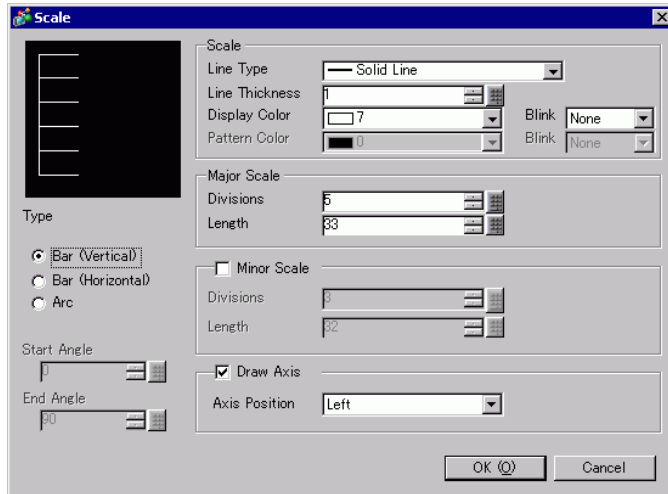 Scale
Type
Bar (Vertical)
Bar (Horizontal)
Arc
Start Angle
0
End Angle
90
Scale
Line Type
Solid Line
Line Thickness
1
Display Color
7
Blink
None
Pattern Color
0
Blink
None
Major Scale
Divisions
5
Length
33
Minor Scale
Divisions
3
Length
32
Draw Axis
Axis Position
Left
OK (O)
Cancel